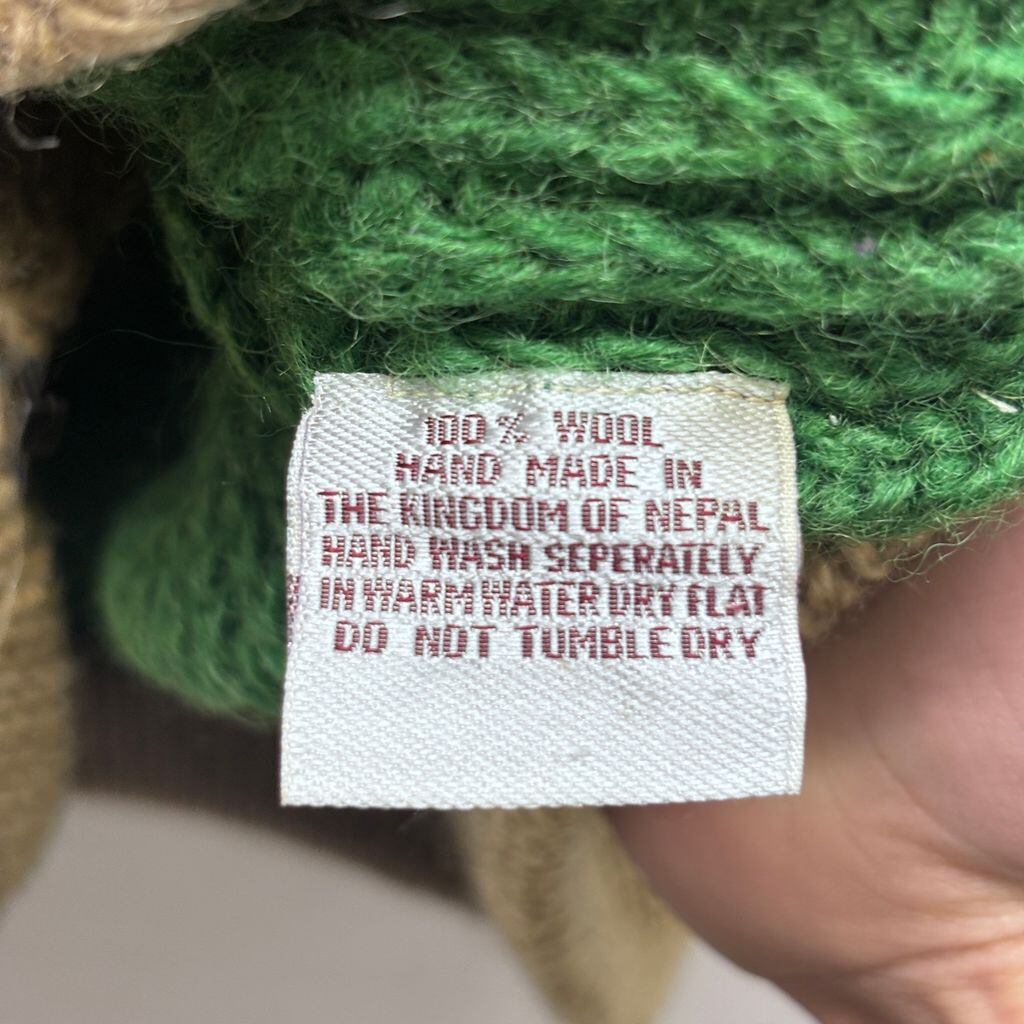 100 % WOOL
HAND MADE IN
THE KINGDOM OF NEPAL
HAND WASH SEPERATELY
IN WARM WATER DRY FLAT
DO NOT TUMBLE DRY